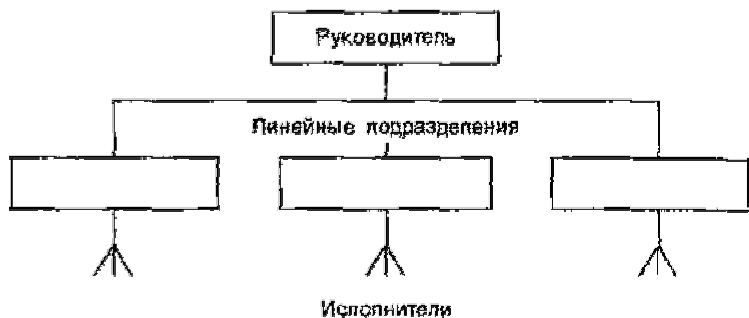 Руководитель
Линейные подразделения
Исполнители